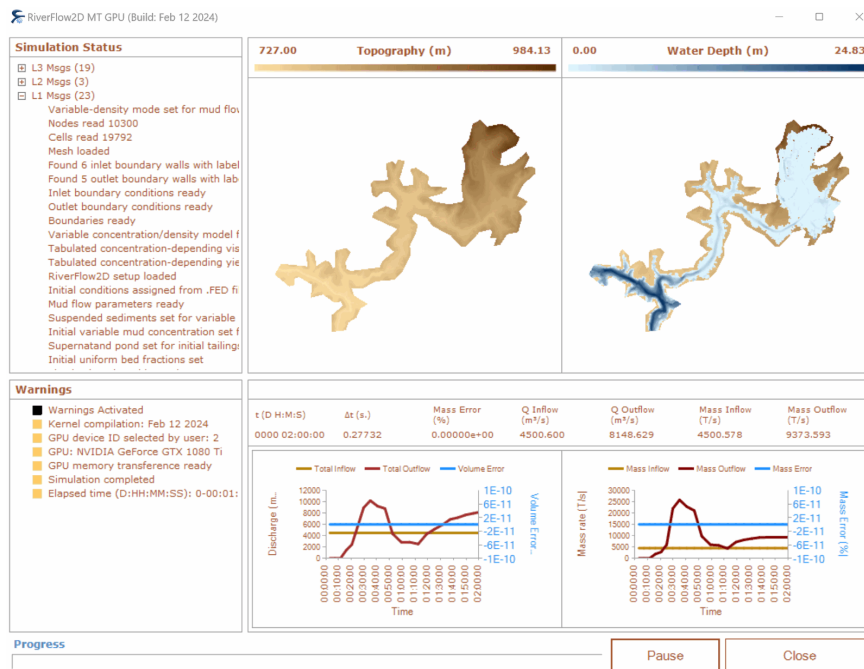 RiverFlow2D MT GPU (Build: Feb 12 2024)
Simulation Status
L3 Msgs (19)
L2 Msgs (3)
L1 Msgs (23)
Variable-density mode set for mud flow
Nodes read 10300
Cells read 19792
Mesh loaded
Found 6 inlet boundary walls with label
Found 5 outlet boundary walls with lab
Inlet boundary conditions ready
Outlet boundary conditions ready
Boundaries ready
Variable concentration/density model f
Tabulated concentration-depending vis
Tabulated concentration-depending yie
RiverFlow2D setup loaded
Initial conditions assigned from .FED fi
Mud flow parameters ready
Suspended sediments set for variable
Initial variable mud concentration set f
Supernatand pond set for initial tailing
Initial uniform bed fractions set
727.00 Topography (m) 984.13
0.00 Water Depth (m) 24.83
Warnings
Warnings Activated
Kernel compilation: Feb 12 2024
GPU device ID selected by user: 2
GPU: NVIDIA GeForce GTX 1080 Ti
GPU memory transference ready
Simulation completed
Elapsed time (D:HH:MM:SS): 0-00:01:
t (D H:M:S) Δt (s.) Mass Error (%) Q Inflow (m³/s) Q Outflow (m³/s) Mass Inflow (T/s) Mass Outflow (T/s)
0000 02:00:00 0.27732 0.00000e+00 4500.600 8148.629 4500.578 9373.593
Total Inflow Total Outflow Volume Error
12000
10000
8000
6000
4000
2000
0
Discharge (m..
1E-10
6E-11
2E-11
-2E-11
-6E-11
-1E-10
Volume Error..
Time
Mass Inflow Mass Outflow Mass Error
30000
25000
20000
15000
10000
5000
0
Mass rate (T/s)
1E-10
6E-11
2E-11
-2E-11
-6E-11
-1E-10
Mass Error (%)
Time
Progress
Pause
Close